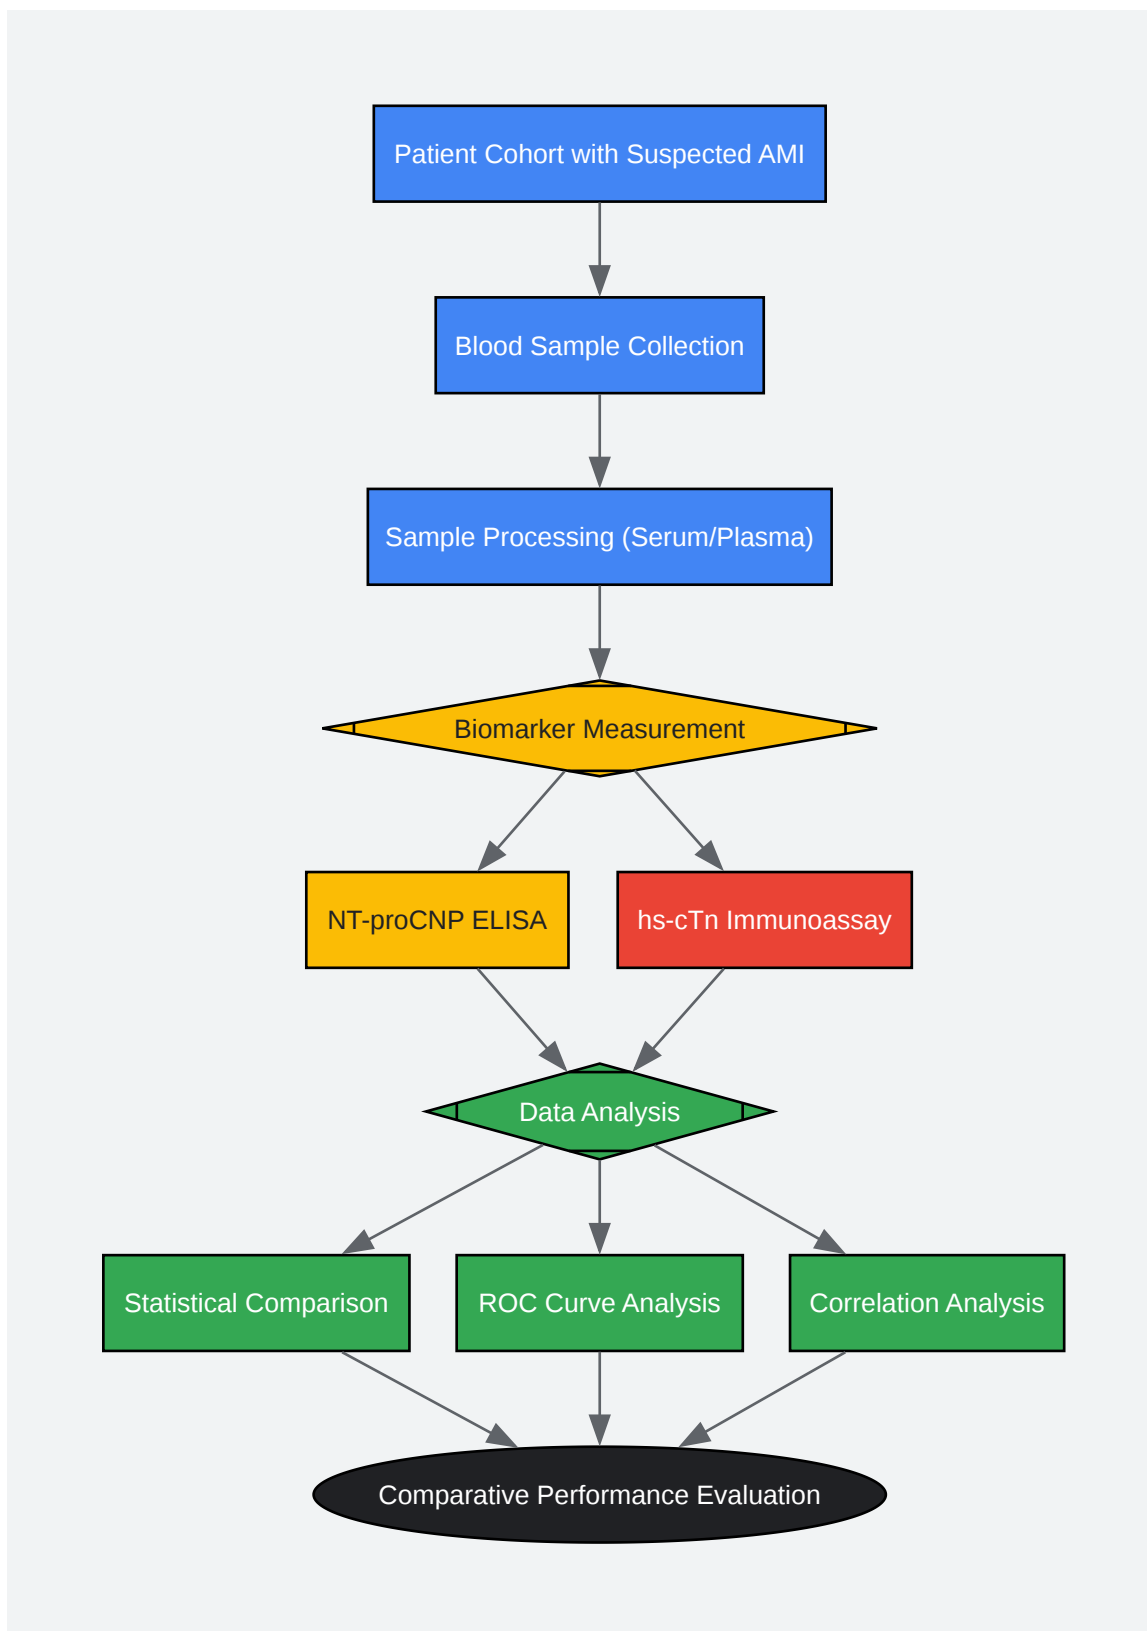 Patient Cohort with Suspected AMI
Blood Sample Collection
Sample Processing (Serum/Plasma)
Biomarker Measurement
NT-proCNP ELISA
hs-cTn Immunoassay
Data Analysis
Statistical Comparison
ROC Curve Analysis
Correlation Analysis
Comparative Performance Evaluation